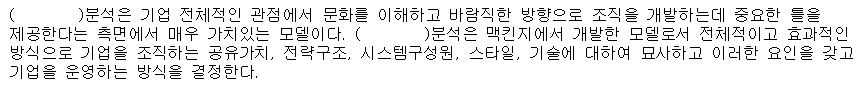 (        )분석은 기업 전체적인 관점에서 문화를 이해하고 바람직한 방향으로 조직을 개발하는데 중요한 틀을
제공한다는 측면에서 매우 가치있는 모델이다. (        )분석은 맥킨지에서 개발한 모델로서 전체적이고 효과적인
방식으로 기업을 조직하는 공유가치, 전략구조, 시스템구성원, 스타일, 기술에 대하여 묘사하고 이러한 요인을 갖고
기업을 운영하는 방식을 결정한다.